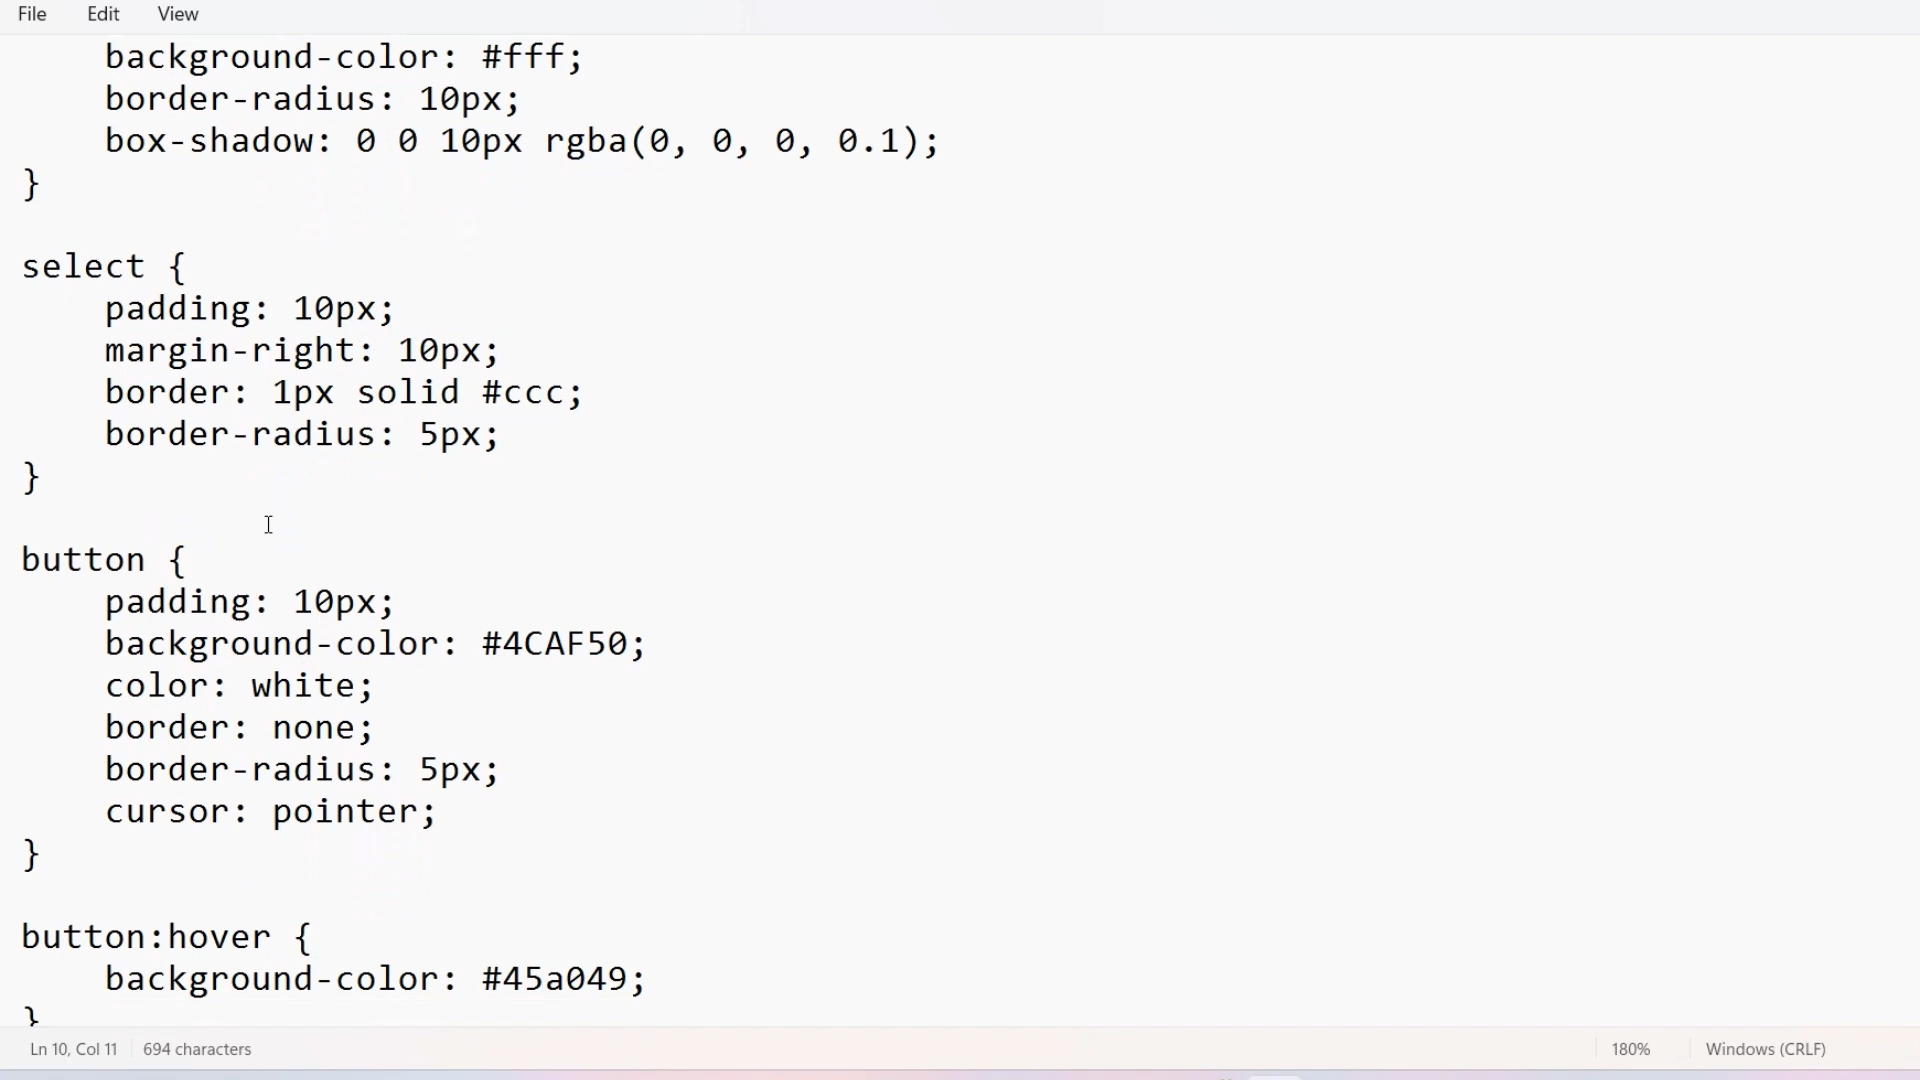 File Edit View
background-color: #fff;
border-radius: 10px;
box-shadow: 0 0 10px rgba(0, 0, 0, 0.1);
}
select {
padding: 10px;
margin-right: 10px;
border: 1px solid #ccc;
border-radius: 5px;
}
button {
padding: 10px;
background-color: #4CAF50;
color: white;
border: none;
border-radius: 5px;
cursor: pointer;
}
button:hover {
background-color: #45a049;
}
Ln 10, Col 11 694 characters 180% Windows (CRLF)